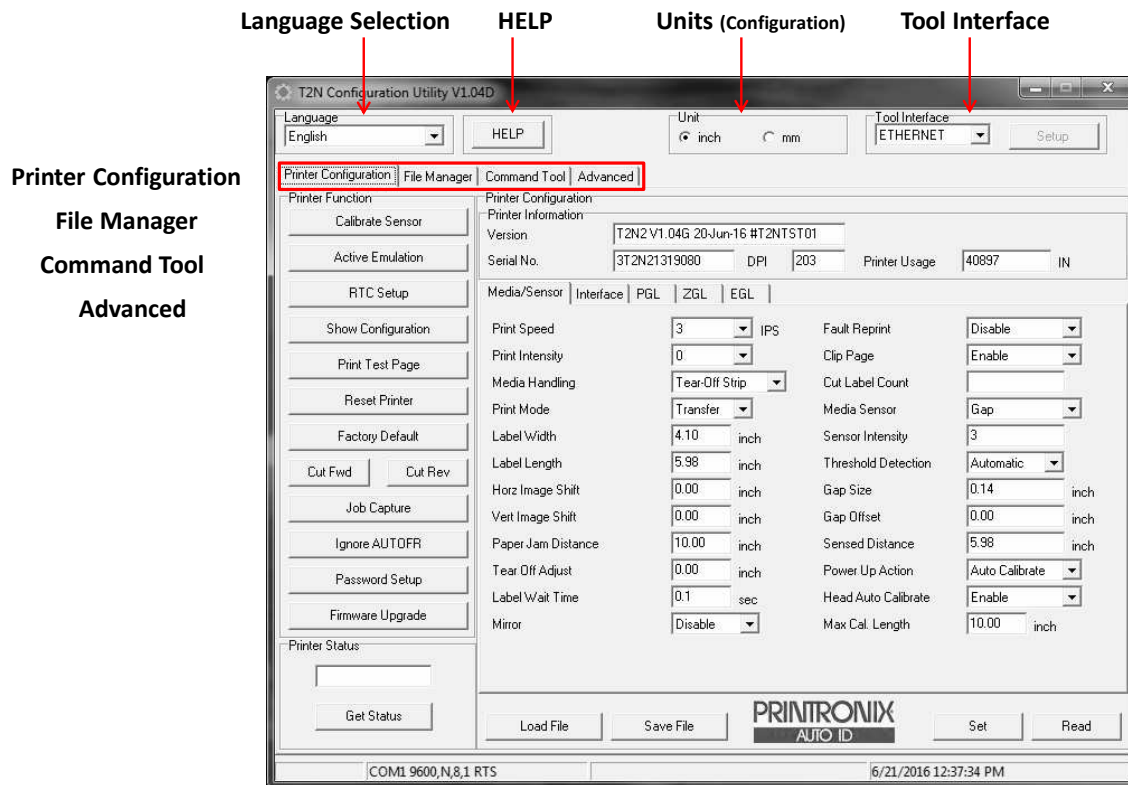 Language Selection HELP Units (Configuration) Tool Interface
T2N Configuration Utility V1.04D
Language
English
HELP
Unit
inch mm
Tool Interface
ETHERNET
Setup
Printer Configuration
File Manager
Command Tool
Advanced
Printer Configuration File Manager Command Tool Advanced
Printer Function
Calibrate Sensor
Active Emulation
RTC Setup
Show Configuration
Print Test Page
Reset Printer
Factory Default
Cut Fwd Cut Rev
Job Capture
Ignore AUTOFR
Password Setup
Firmware Upgrade
Printer Status
Get Status
Printer Configuration
Printer Information
Version T2N2 V1.04G 20-Jun-16 #T2NTST01
Serial No. 3T2N21319080 DPI 203 Printer Usage 40897 IN
Media/Sensor Interface PGL ZGL EGL
Print Speed 3 IPS Fault Reprint Disable
Print Intensity 0 Clip Page Enable
Media Handling Tear-Off Strip Cut Label Count
Print Mode Transfer Media Sensor Gap
Label Width 4.10 inch Sensor Intensity 3
Label Length 5.98 inch Threshold Detection Automatic
Horz Image Shift 0.00 inch Gap Size 0.14 inch
Vert Image Shift 0.00 inch Gap Offset 0.00 inch
Paper Jam Distance 10.00 inch Sensed Distance 5.98 inch
Tear Off Adjust 0.00 inch Power Up Action Auto Calibrate
Label Wait Time 0.1 sec Head Auto Calibrate Enable
Mirror Disable Max Cal. Length 10.00 inch
Load File Save File PRINTRONIX Set Read
AUTO ID
COM1 9600,N,8,1 RTS 6/21/2016 12:37:34 PM